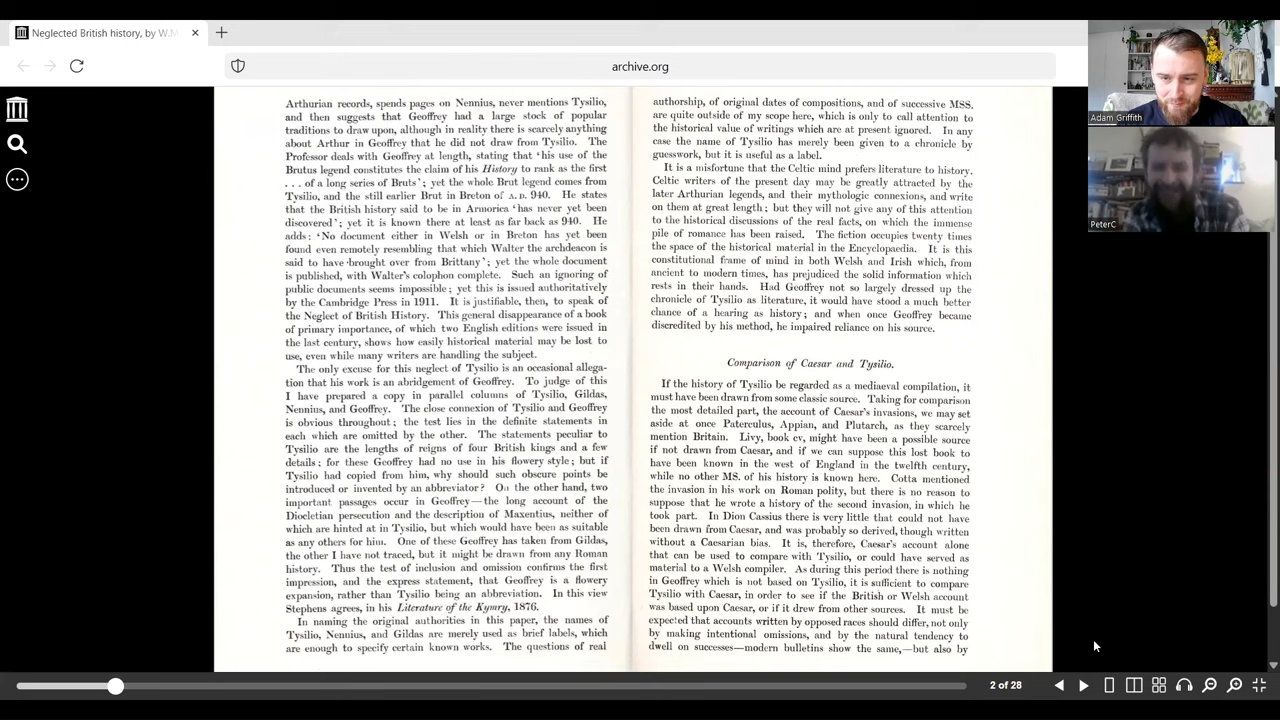 Neglected British history, by W.M
archive.org
Arthurian records, spends pages on Nennius, never mentions Tysilio,
and then suggests that Geoffrey had a large stock of popular
traditions to draw upon, although in reality there is scarcely anything
about Arthur in Geoffrey that he did not draw from Tysilio. The
Professor deals with Geoffrey at length, stating that 'his use of the
Brutus legend constitutes the claim of his History to rank as the first
. . . of a long series of Bruts'; yet the whole Brut legend comes from
Tysilio, and the still earlier Brut in Breton of A. D. 940. He states
that the British history said to be in Armorica 'has never yet been
discovered'; yet it is known there at least as far back as 940. He
adds: 'No document either in Welsh or in Breton has yet been
found even remotely resembling that which Walter the archdeacon is
said to have brought over from Brittany'; yet the whole document
is published, with Walter's colophon complete. Such an ignoring of
public documents seems impossible; yet this is issued authoritatively
by the Cambridge Press in 1911. It is justifiable, then, to speak of
the Neglect of British History. This general disappearance of a book
of primary importance, of which two English editions were issued in
the last century, shows how easily historical material may be lost to
use, even while many writers are handling the subject.
The only excuse for this neglect of Tysilio is an occasional allega-
tion that his work is an abridgement of Geoffrey. To judge of this
I have prepared a copy in parallel columns of Tysilio, Gildas,
Nennius, and Geoffrey. The close connexion of Tysilio and Geoffrey
is obvious throughout; the test lies in the definite statements in
each which are omitted by the other. The statements peculiar to
Tysilio are the lengths of reigns of four British kings and a few
details; for these Geoffrey had no use in his flowery style; but if
Tysilio had copied from him, why should such obscure points be
introduced or invented by an abbreviator? On the other hand, two
important passages occur in Geoffrey—the long account of the
Diocletian persecution and the description of Maxentius, neither of
which are hinted at in Tysilio, but which would have been as suitable
as any others for him. One of these Geoffrey has taken from Gildas,
the other I have not traced, but it might be drawn from any Roman
history. Thus the test of inclusion and omission confirms the first
impression, and the express statement, that Geoffrey is a flowery
expansion, rather than Tysilio being an abbreviation. In this view
Stephens agrees, in his Literature of the Kymry, 1876.
In naming the original authorities in this paper, the names of
Tysilio, Nennius, and Gildas are merely used as brief labels, which
are enough to specify certain known works. The questions of real
authorship, of original dates of compositions, and of successive MSS.
are quite outside of my scope here, which is only to call attention to
the historical value of writings which are at present ignored. In any
case the name of Tysilio has merely been given to a chronicle by
guesswork, but it is useful as a label.
It is a misfortune that the Celtic mind prefers literature to history.
Celtic writers of the present day may be greatly attracted by the
later Arthurian legends, and their mythologic connexions, and write
on them at great length; but they will not give any of this attention
to the historical discussions of the real facts, on which the immense
pile of romance has been raised. The fiction occupies twenty times
the space of the historical material in the Encyclopaedia. It is this
constitutional frame of mind in both Welsh and Irish which, from
ancient to modern times, has prejudiced the solid information which
rests in their hands. Had Geoffrey not so largely dressed up the
chronicle of Tysilio as literature, it would have stood a much better
chance of a hearing as history; and when once Geoffrey became
discredited by his method, he impaired reliance on his source.
Comparison of Caesar and Tysilio.
If the history of Tysilio be regarded as a mediaeval compilation, it
must have been drawn from some classic source. Taking for comparison
the most detailed part, the account of Caesar's invasions, we may set
aside at once Paterculus, Appian, and Plutarch, as they scarcely
mention Britain. Livy, book cv, might have been a possible source
if not drawn from Caesar, and if we can suppose this lost book to
have been known in the west of England in the twelfth century,
while no other MS. of his history is known here. Cotta mentioned
the invasion in his work on Roman polity, but there is no reason to
suppose that he wrote a history of the second invasion, in which he
took part. In Dion Cassius there is very little that could not have
been drawn from Caesar, and was probably so derived, though written
without a Caesarian bias. It is, therefore, Caesar's account alone
that can be used to compare with Tysilio, or could have served as
material to a Welsh compiler. As during this period there is nothing
in Geoffrey which is not based on Tysilio, it is sufficient to compare
Tysilio with Caesar, in order to see if the British or Welsh account
was based upon Caesar, or if it drew from other sources. It must be
expected that accounts written by opposed races should differ, not only
by making intentional omissions, and by the natural tendency to
dwell on successes—modern bulletins show the same,—but also by
2 of 28
Adam Griffith
PeterC